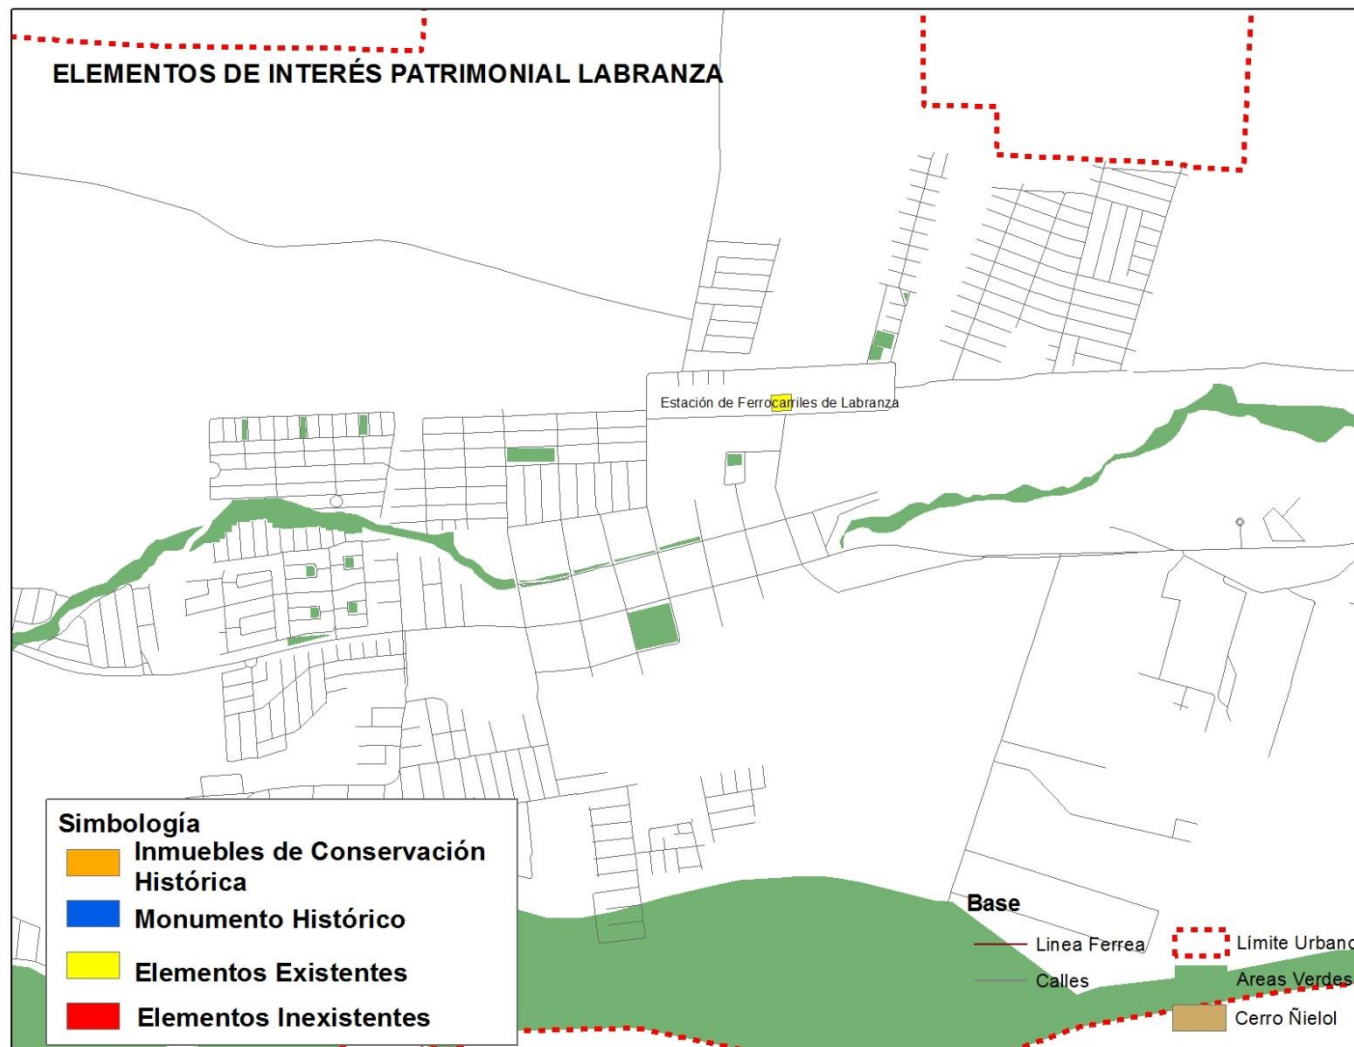 ELEMENTOS DE INTERÉS PATRIMONIAL LABRANZA
Estación de Ferrocarriles de Labranza
Simbología
Inmuebles de Conservación
Histórica
Monumento Histórico
Elementos Existentes
Elementos Inexistentes
Base
Linea Ferrea
Calles
Límite Urbano
Areas Verdes
Cerro Ñielol